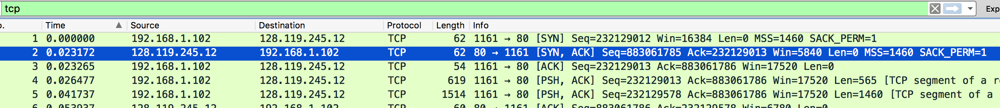 tcp Exp
o. Time Source Destination Protocol Length Info
1 0.000000 192.168.1.102 128.119.245.12 TCP 62 1161 → 80 [SYN] Seq=232129012 Win=16384 Len=0 MSS=1460 SACK_PERM=1
2 0.023172 128.119.245.12 192.168.1.102 TCP 62 80 → 1161 [SYN, ACK] Seq=883061785 Ack=232129013 Win=5840 Len=0 MSS=1460 SACK_PERM=1
3 0.023265 192.168.1.102 128.119.245.12 TCP 54 1161 → 80 [ACK] Seq=232129013 Ack=883061786 Win=17520 Len=0
4 0.026477 192.168.1.102 128.119.245.12 TCP 619 1161 → 80 [PSH, ACK] Seq=232129013 Ack=883061786 Win=17520 Len=565 [TCP segment of a re
5 0.041737 192.168.1.102 128.119.245.12 TCP 1514 1161 → 80 [PSH, ACK] Seq=232129578 Ack=883061786 Win=17520 Len=1460 [TCP segment of a
6 0.053937 128.119.245.12 192.168.1.102 TCP 60 80 → 1161 [ACK] Seq=883061786 Ack=232129578 Win=6780 Len=0